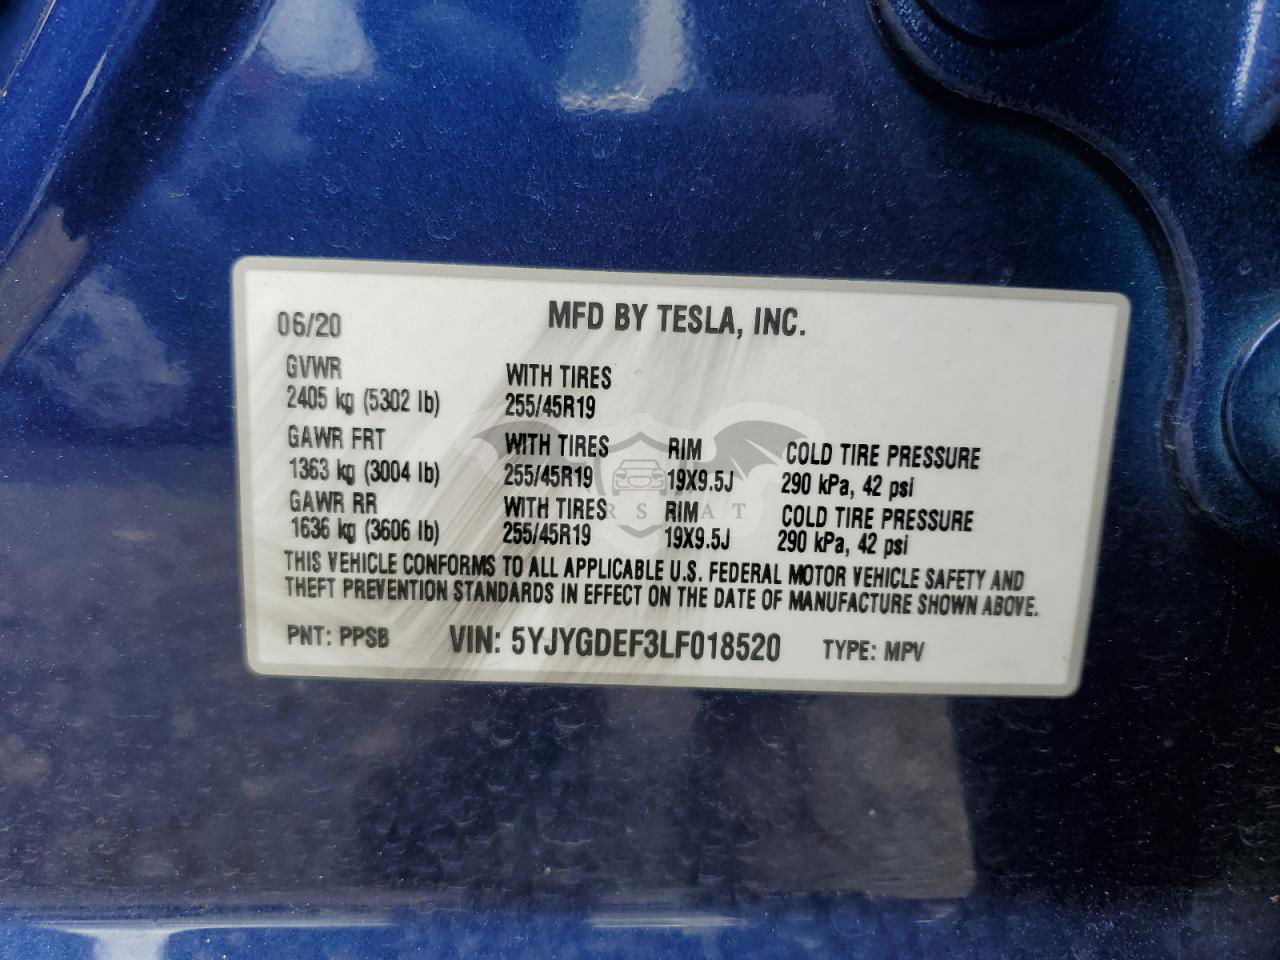 06/20 MFD BY TESLA, INC.
GVWR
2405 kg (5302 lb) WITH TIRES
255/45R19
GAWR FRT
1363 kg (3004 lb) WITH TIRES
255/45R19 RIM
19X9.5J COLD TIRE PRESSURE
290 kPa, 42 psi
GAWR RR
1636 kg (3606 lb) WITH TIRES
255/45R19 RIM
19X9.5J COLD TIRE PRESSURE
290 kPa, 42 psi
THIS VEHICLE CONFORMS TO ALL APPLICABLE U.S. FEDERAL MOTOR VEHICLE SAFETY AND
THEFT PREVENTION STANDARDS IN EFFECT ON THE DATE OF MANUFACTURE SHOWN ABOVE.
PNT: PPSB VIN: 5YJYGDEF3LF018520 TYPE: MPV